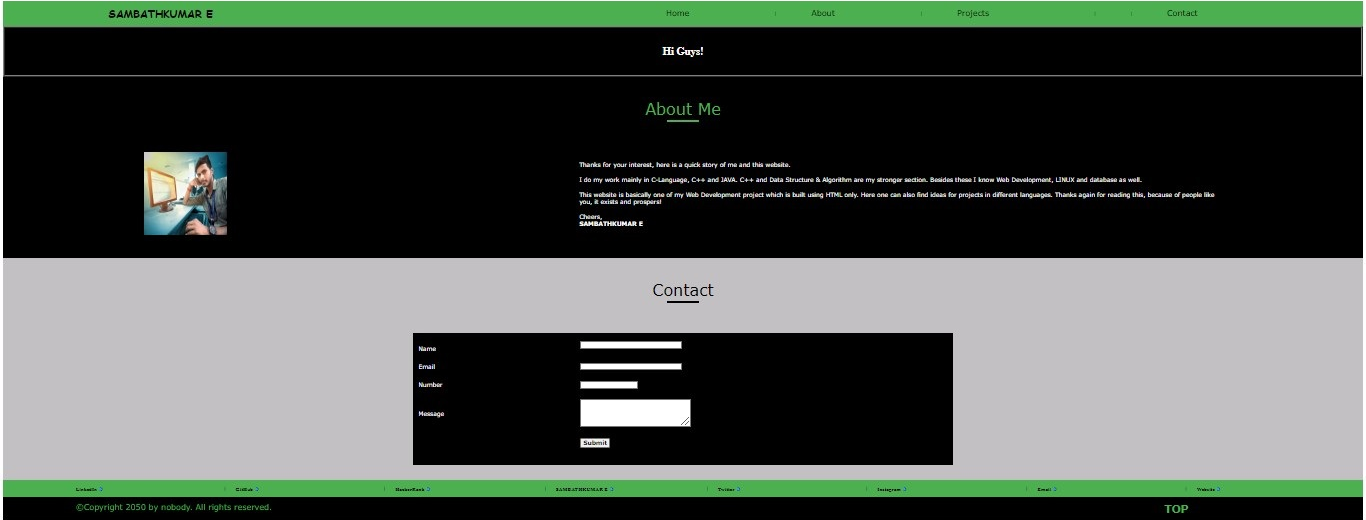 SAMBATHKUMAR E
Home | About | Projects | | Contact
Hi Guys!
About Me
Thanks for your interest, here is a quick story of me and this website.
I do my work mainly in C-Language, C++ and JAVA. C++ and Data Structure & Algorithm are my stronger section. Besides these I know Web Development, LINUX and database as well.
This website is basically one of my Web Development project which is built using HTML only. Here one can also find ideas for projects in different languages. Thanks again for reading this, because of people like
you, it exists and prospers!
Cheers,
SAMBATHKUMAR E
Contact
Name
Email
Number
Message
Submit
LinkedIn | GitHub | HackerRank | SAMBATHKUMAR E | Twitter | Instagram | Email | Website
©Copyright 2050 by nobody. All rights reserved.
TOP